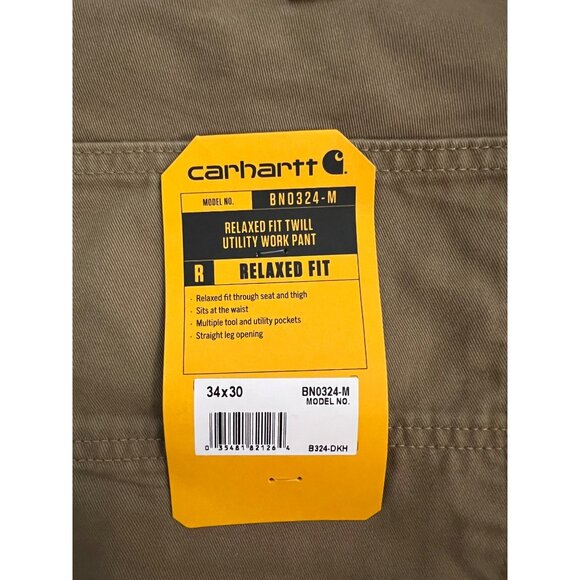 carhartt
MODEL NO. BN0324-M
RELAXED FIT TWILL
UTILITY WORK PANT
R RELAXED FIT
· Relaxed fit through seat and thigh
· Sits at the waist
· Multiple tool and utility pockets
· Straight leg opening
34x30 BN0324-M
MODEL NO.
0 35481 82126 4 B324-DKH